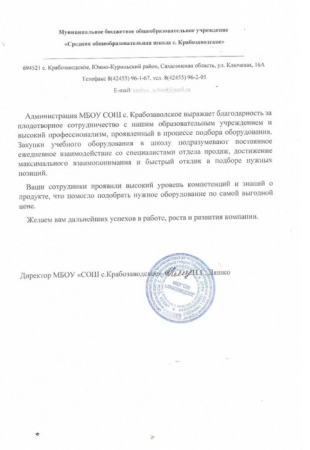 Муниципальное бюджетное общеобразовательное учреждение
«Средняя общеобразовательная школа с. Крабозаводское»
694521 с. Крабозаводское, Южно-Курильский район, Сахалинская область, ул. Ключевая, 16А
Телефакс 8(42455) 96-1-67, тел. 8(42455) 96-2-01
E-mail
Администрация МБОУ СОШ с. Крабозаводское выражает благодарность за
плодотворное сотрудничество с нашим образовательным учреждением и
высокий профессионализм, проявленный в процессе подбора оборудования.
Закупки учебного оборудования в школу подразумевают постоянное
ежедневное взаимодействие со специалистами отдела продаж, достижение
максимального взаимопонимания и быстрый отклик в подборе нужных
позиций.
Ваши сотрудники проявили высокий уровень компетенций и знаний о
продукте, что помогло подобрать нужное оборудование по самой выгодной
цене.
Желаем вам дальнейших успехов в работе, роста и развития компании.
Директор МБОУ «СОШ с.Крабозаводское»